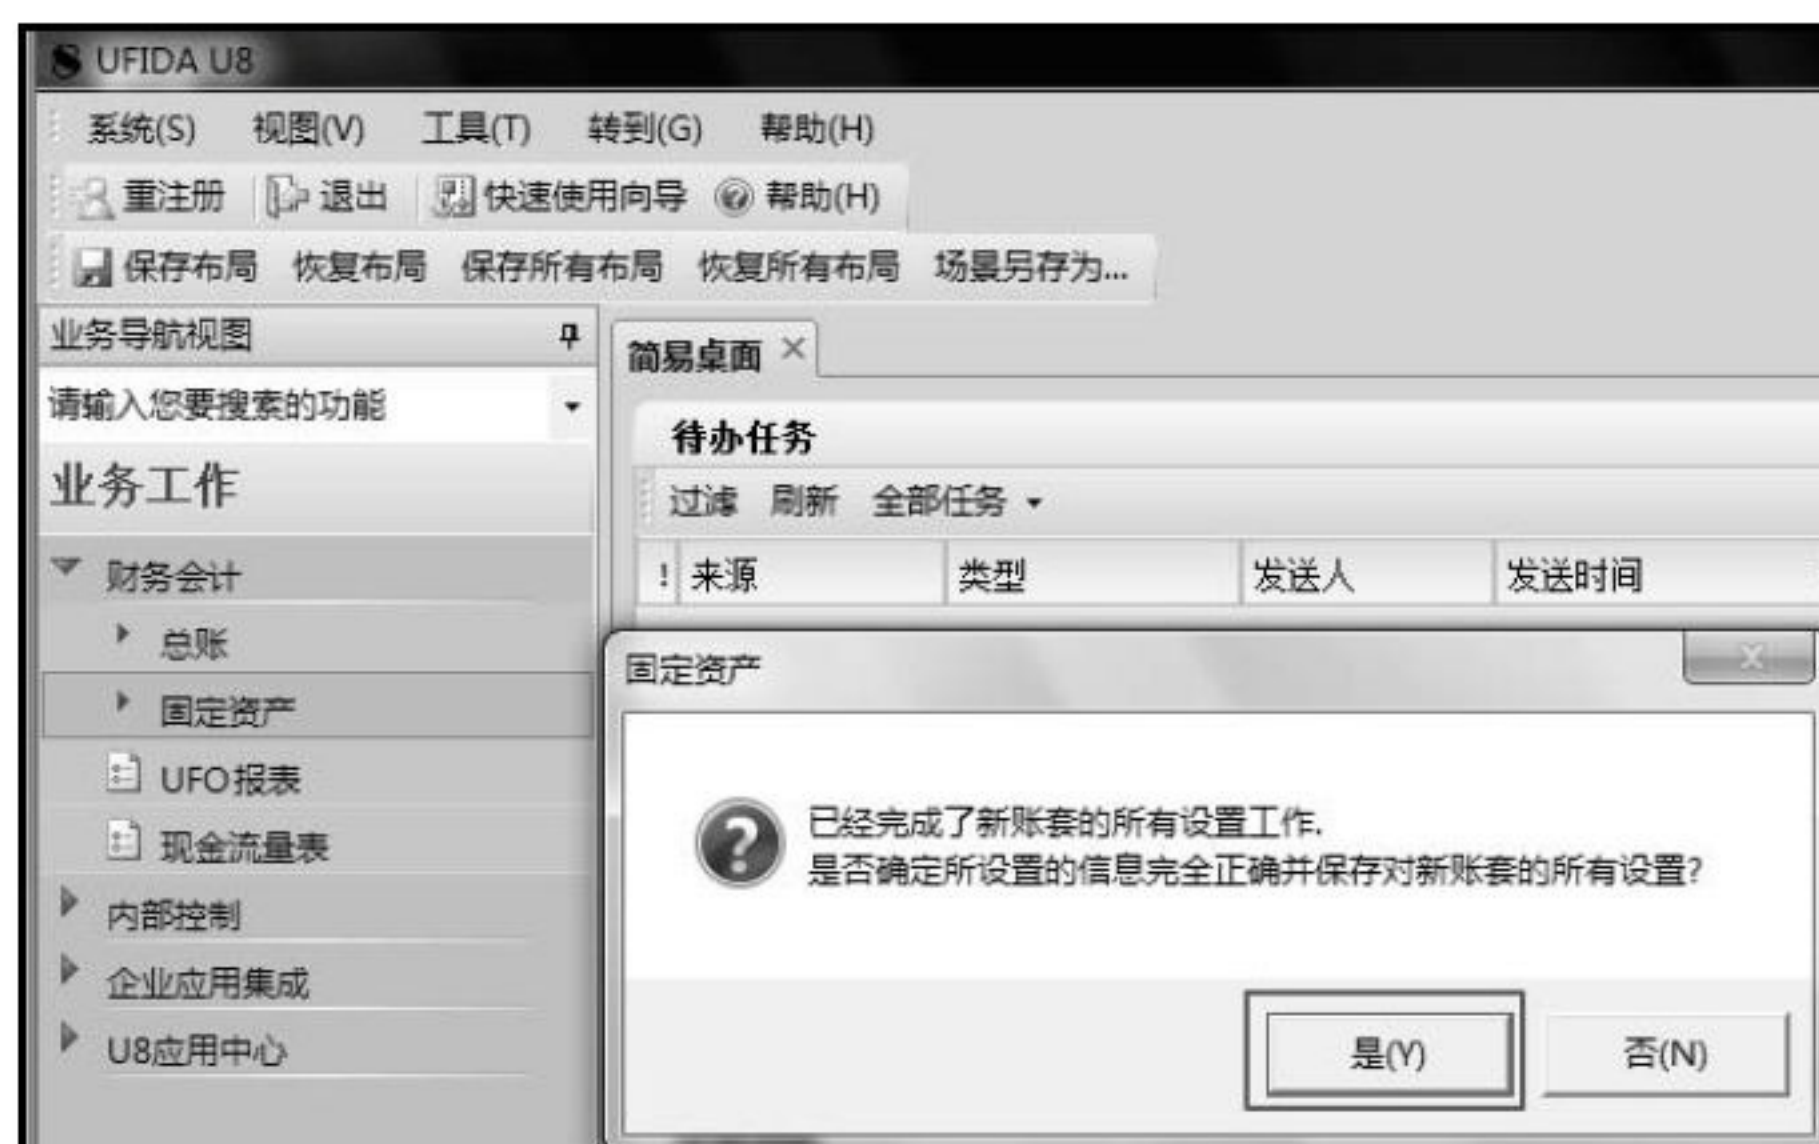 UFIDA U8
系统(S) 视图(V) 工具(T) 转到(G) 帮助(H)
重注册 退出 快速使用向导 帮助(H)
保存布局 恢复布局 保存所有布局 恢复所有布局 场景另存为...
业务导航视图
请输入您要搜索的功能
业务工作
财务会计
总账
固定资产
UFO报表
现金流量表
内部控制
企业应用集成
U8应用中心
简易桌面
待办任务
过滤 刷新 全部任务
! 来源 类型 发送人 发送时间
固定资产
已经完成了新账套的所有设置工作.
是否确定所设置的信息完全正确并保存对新账套的所有设置?
是(Y) 否(N)